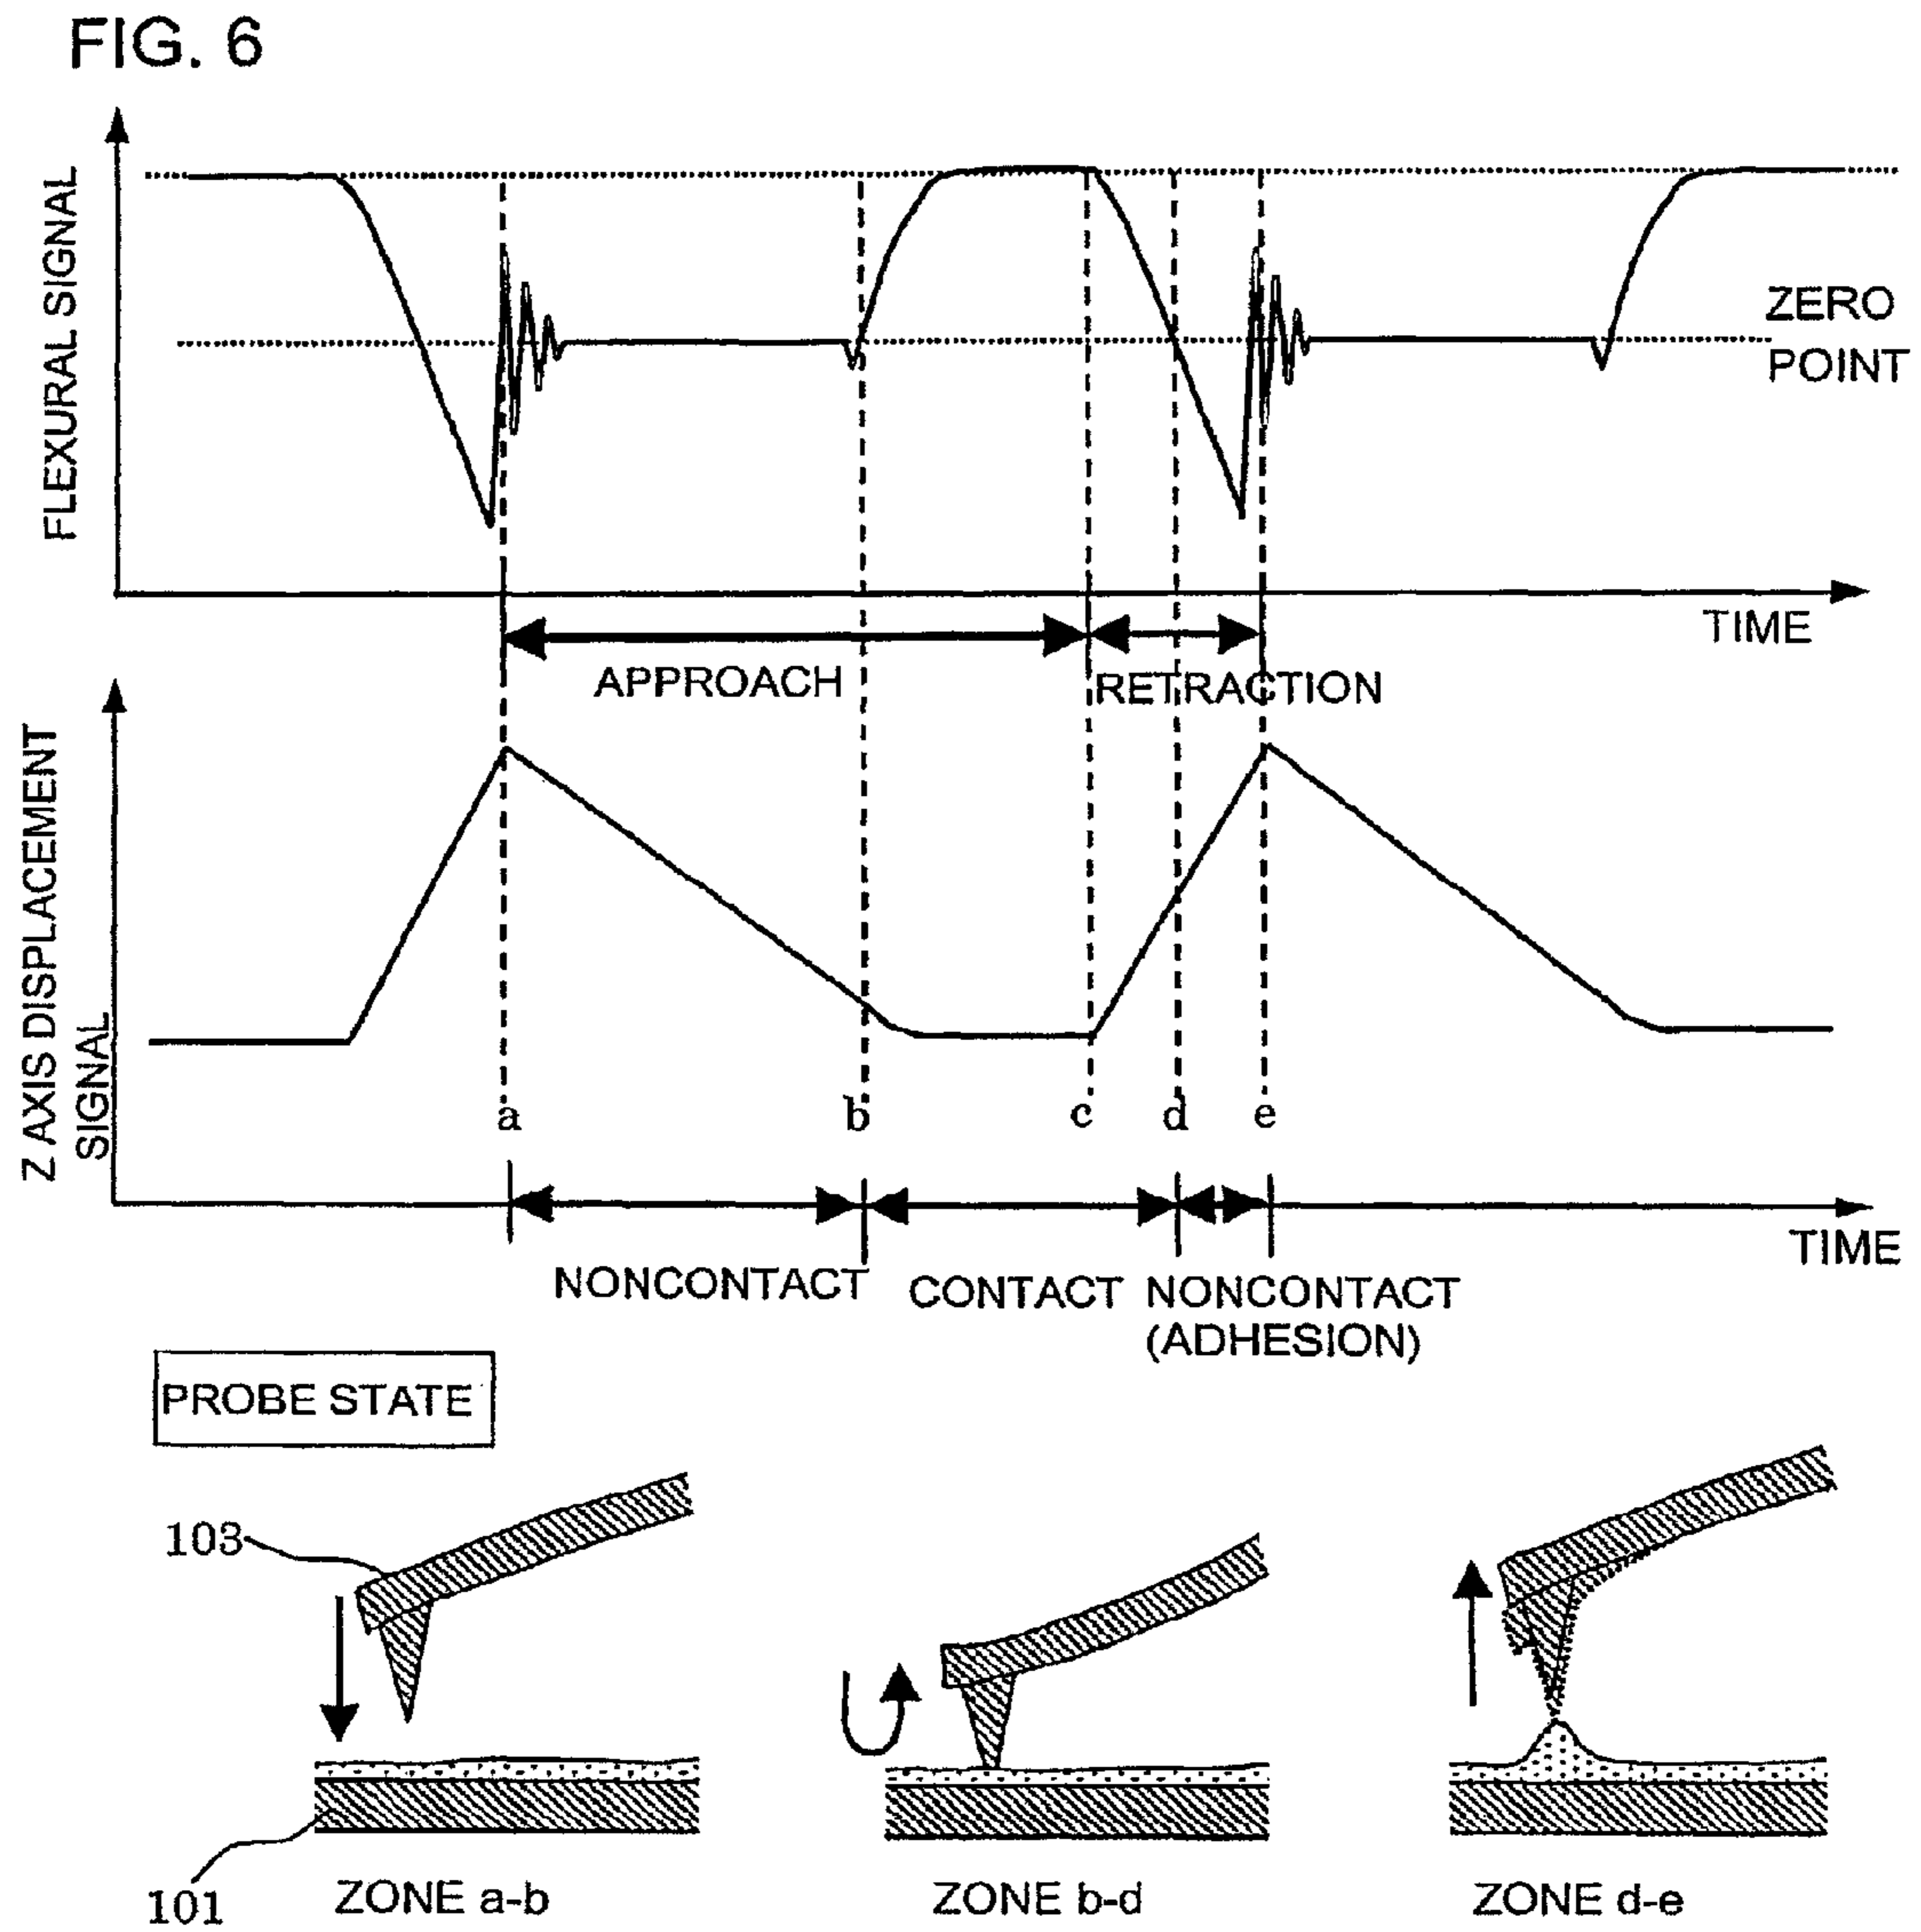 FIG. 6
FLEXURAL SIGNAL
ZERO
POINT
TIME
APPROACH
RETRACTION
Z AXIS DISPLACEMENT
SIGNAL
a
b
c
d
e
TIME
NONCONTACT
CONTACT
NONCONTACT
(ADHESION)
PROBE STATE
103
101
ZONE a-b
ZONE b-d
ZONE d-e